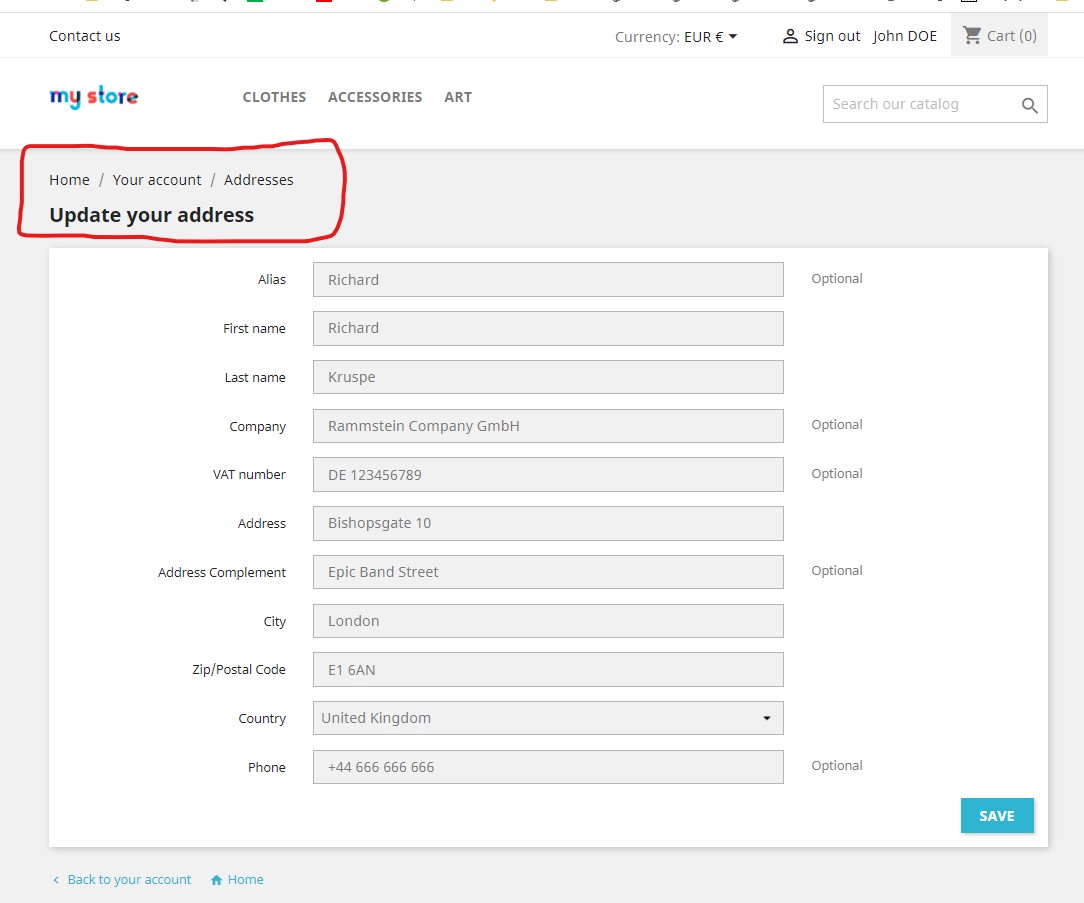 Contact us Currency: EUR € Sign out John DOE Cart (0)
my store CLOTHES ACCESSORIES ART Search our catalog
Home / Your account / Addresses
Update your address
Alias Richard Optional
First name Richard
Last name Kruspe
Company Rammstein Company GmbH Optional
VAT number DE 123456789 Optional
Address Bishopsgate 10
Address Complement Epic Band Street Optional
City London
Zip/Postal Code E1 6AN
Country United Kingdom
Phone +44 666 666 666 Optional
SAVE
Back to your account Home